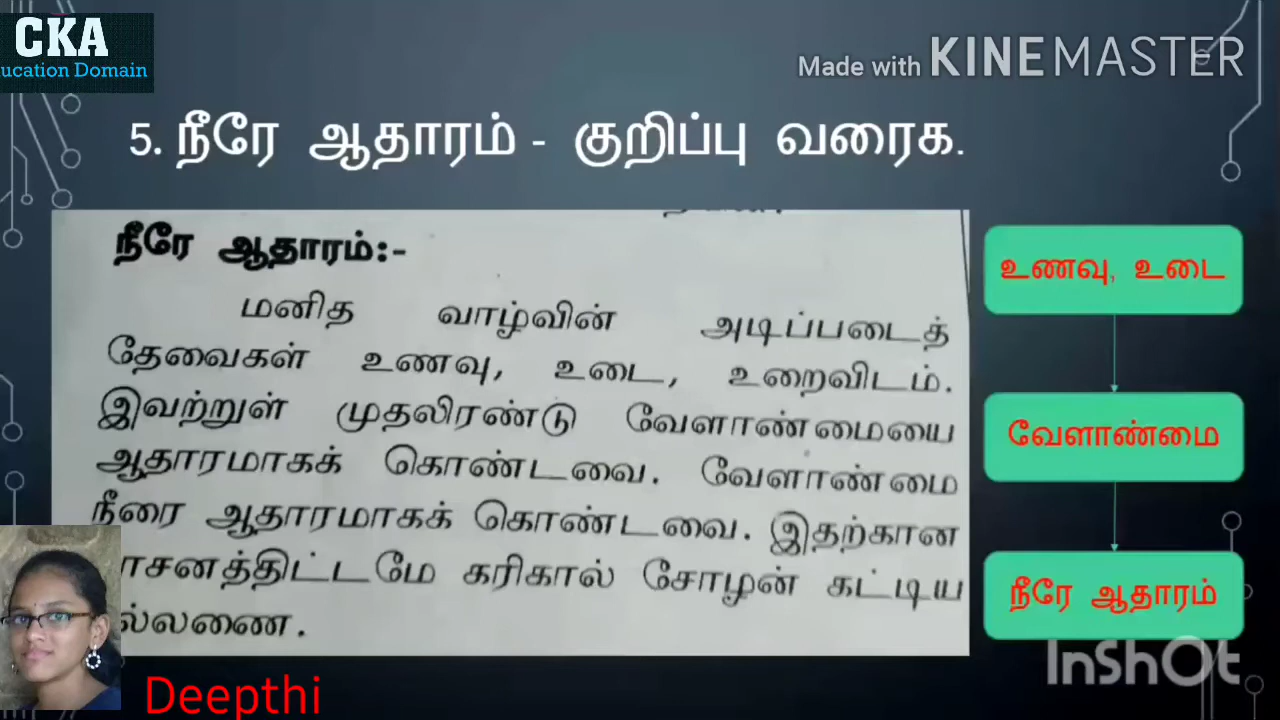 CKA
ucation Domain
Made with KINEMASTER
5. நீரே ஆதாரம் - குறிப்பு வரைக.
நீரே ஆதாரம்:-
மனித வாழ்வின் அடிப்படைத்
தேவைகள் உணவு, உடை, உறைவிடம்.
இவற்றுள் முதலிரண்டு வேளாண்மையை
ஆதாரமாகக் கொண்டவை. வேளாண்மை
நீரை ஆதாரமாகக் கொண்டவை. இதற்கான
ாசனத்திட்டமே கரிகால் சோழன் கட்டிய
ல்லணை.
உணவு, உடை
வேளாண்மை
நீரே ஆதாரம்
InShOt
Deepthi